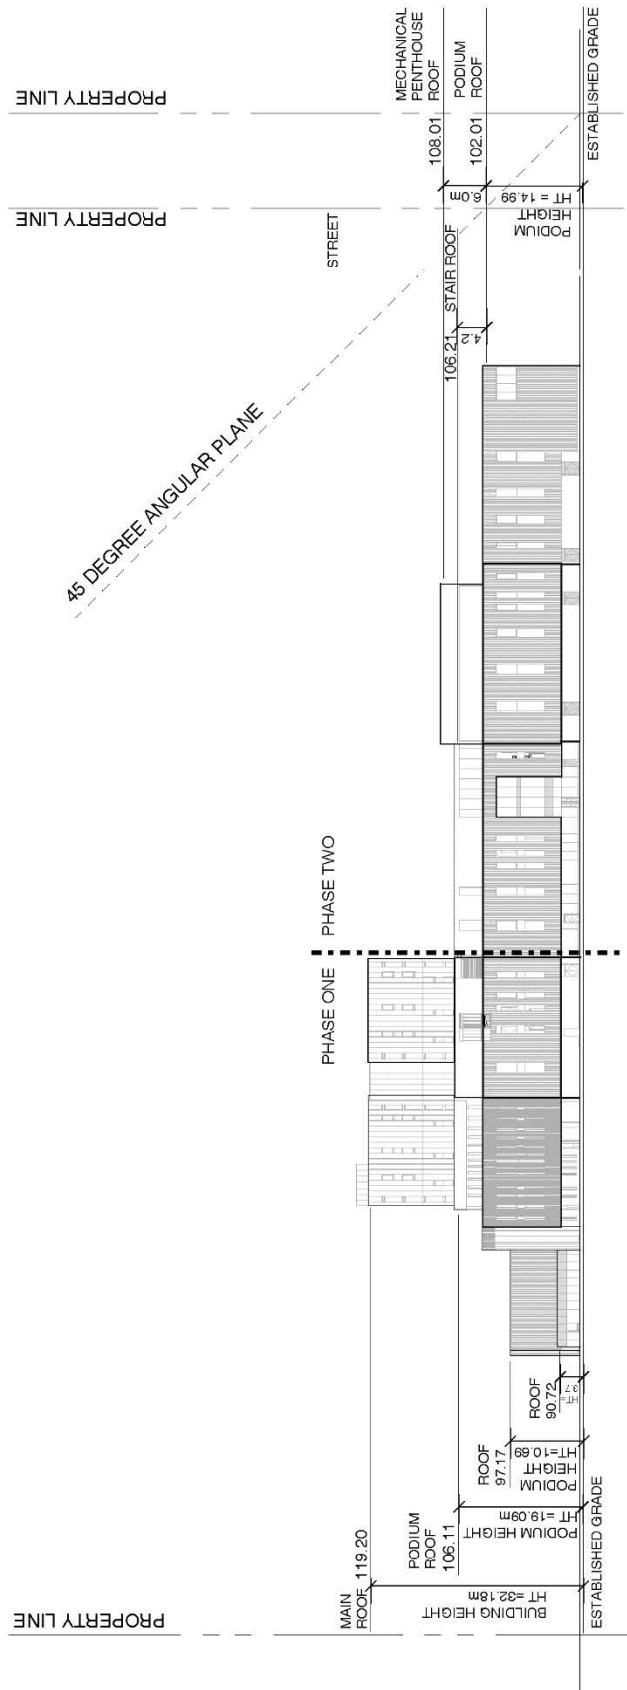 PROPERTY LINE
PROPERTY LINE
MECHANICAL
PENTHOUSE
ROOF
108.01
PODIUM
ROOF
102.01
ESTABLISHED GRADE
STREET
6.0m
PODIUM
HEIGHT
HT = 14.99
106.21 STAIR ROOF
4.2
45 DEGREE ANGULAR PLANE
PHASE ONE
PHASE TWO
ROOF
90.72
HT=
3.7
ROOF
97.17
PODIUM
HEIGHT
HT=10.69
PODIUM
ROOF
106.11
PODIUM HEIGHT
HT =19.09m
MAIN
ROOF 119.20
BUILDING HEIGHT
HT =32.18m
ESTABLISHED GRADE
PROPERTY LINE